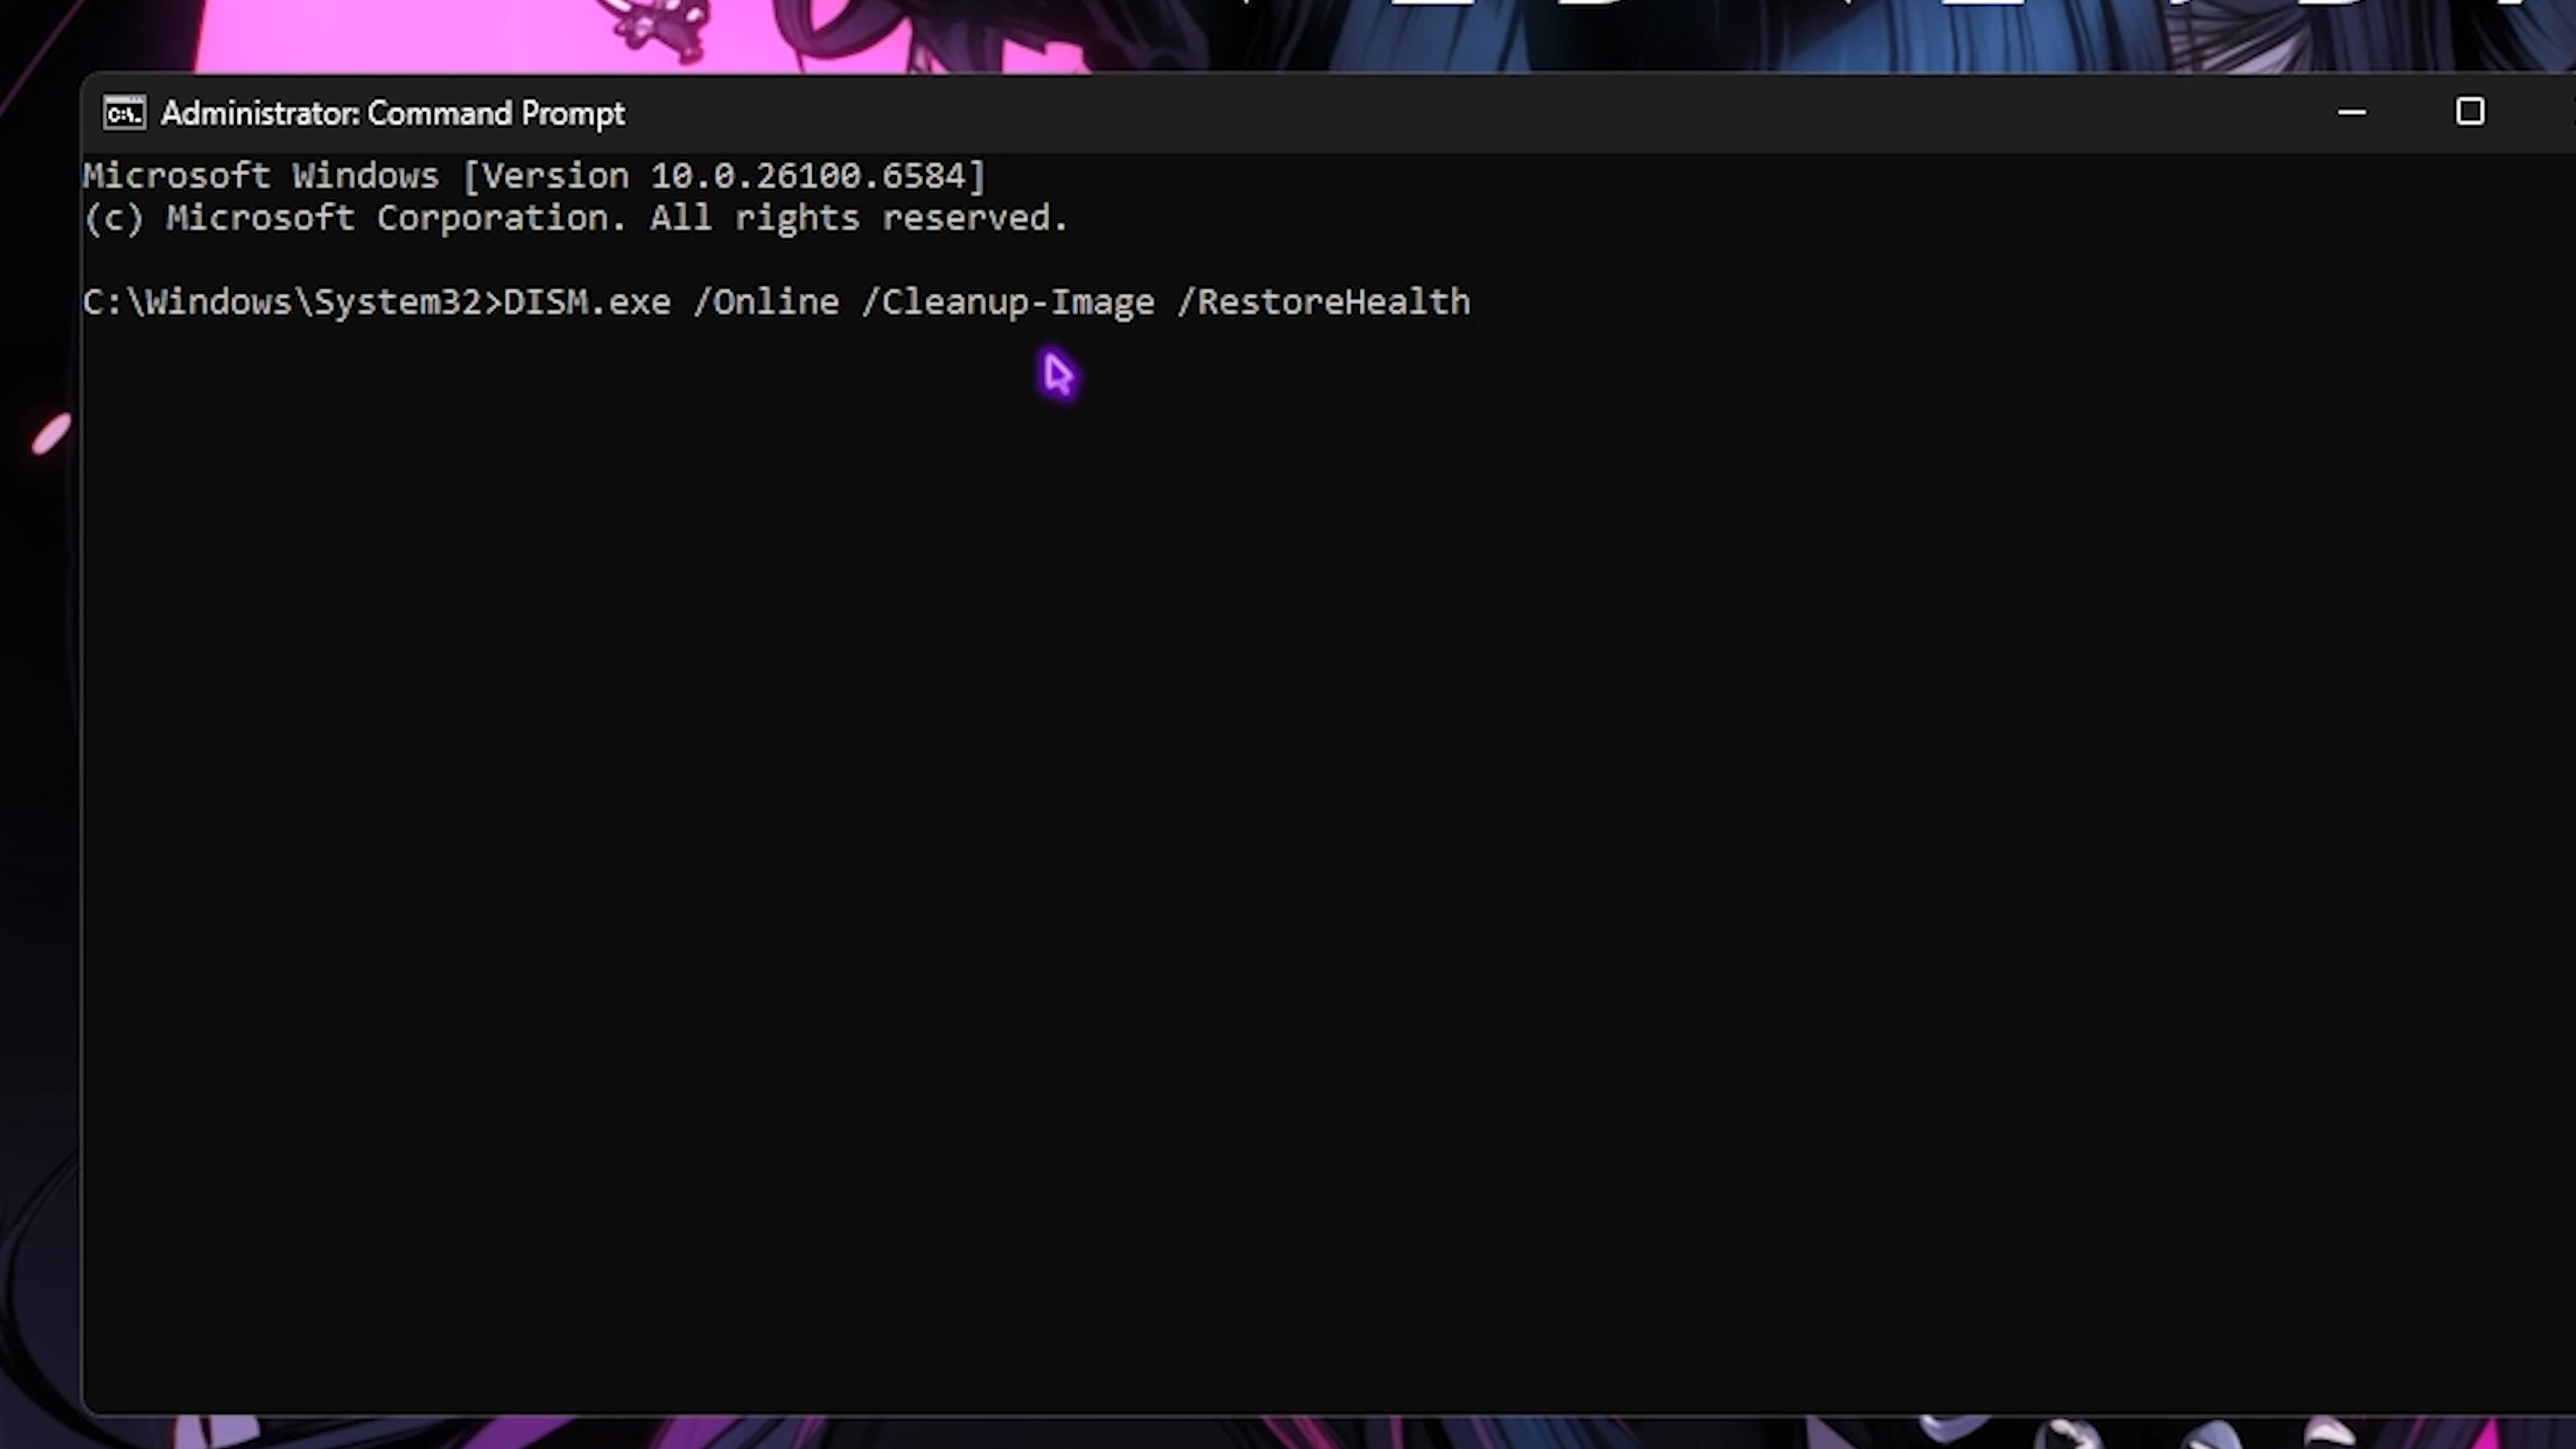 Administrator: Command Prompt
Microsoft Windows [Version 10.0.26100.6584]
(c) Microsoft Corporation. All rights reserved.
C:\Windows\System32>DISM.exe /Online /Cleanup-Image /RestoreHealth